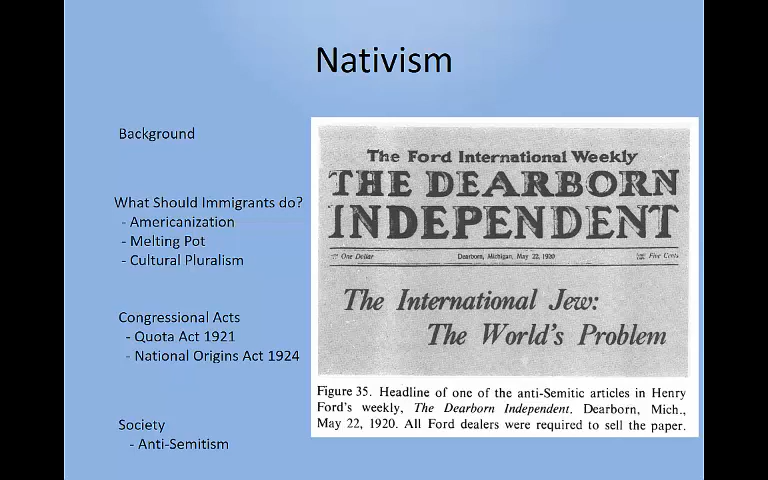 Nativism
Background
What Should Immigrants do?
- Americanization
- Melting Pot
- Cultural Pluralism
Congressional Acts
- Quota Act 1921
- National Origins Act 1924
Society
- Anti-Semitism
The Ford International Weekly
THE DEARBORN
INDEPENDENT
One Dollar Dearborn, Michigan, May 22, 1920 Five Cents
The International Jew:
The World's Problem
Figure 35. Headline of one of the anti-Semitic articles in Henry
Ford's weekly, The Dearborn Independent. Dearborn, Mich.,
May 22, 1920. All Ford dealers were required to sell the paper.